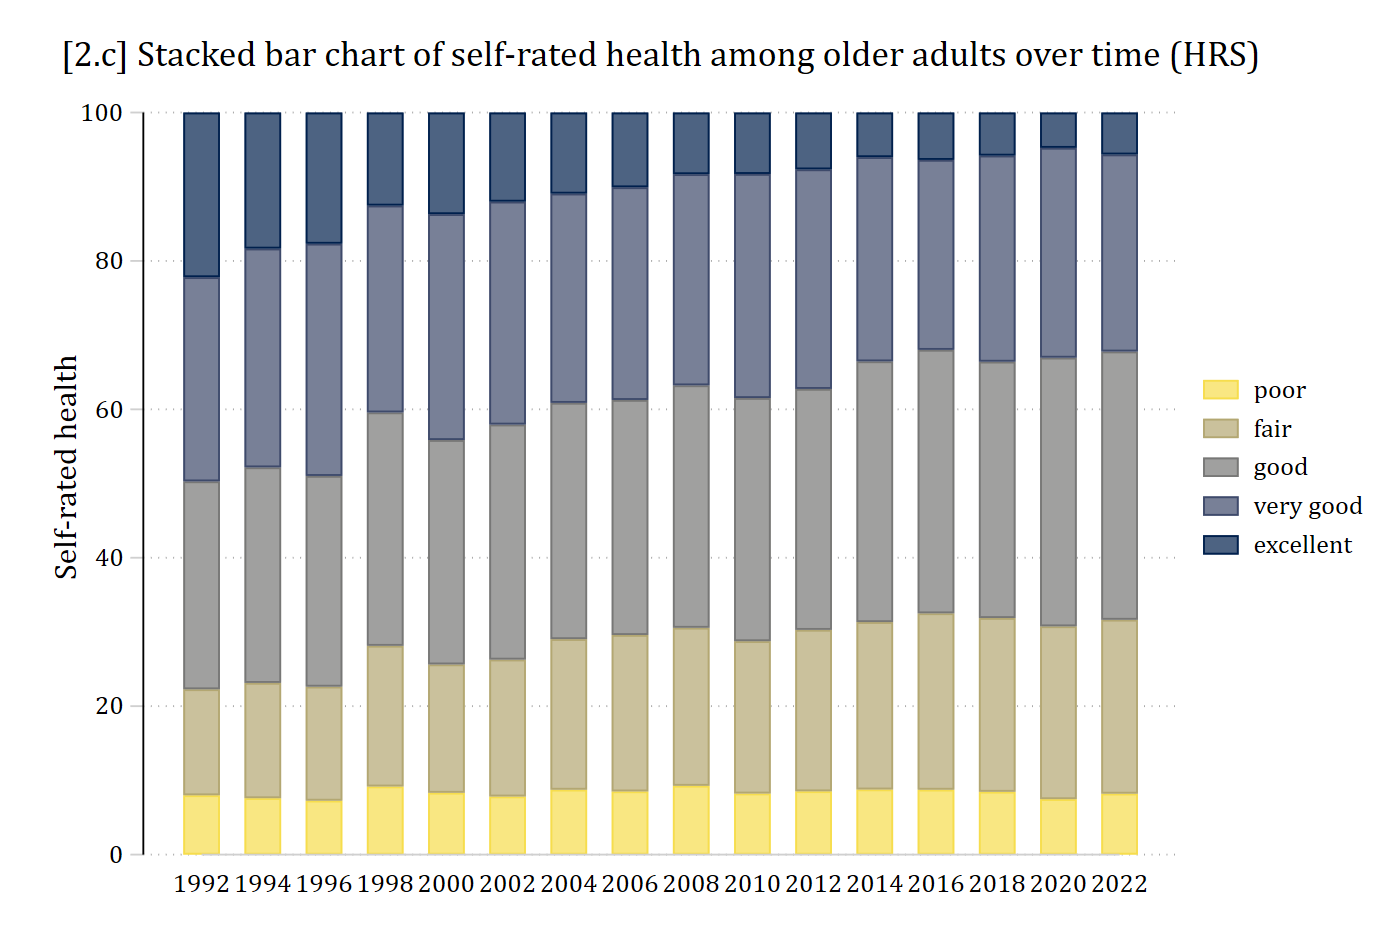 [2.c] Stacked bar chart of self-rated health among older adults over time (HRS)
100
80
60
40
20
0
Self-rated health
1992 1994 1996 1998 2000 2002 2004 2006 2008 2010 2012 2014 2016 2018 2020 2022
poor
fair
good
very good
excellent